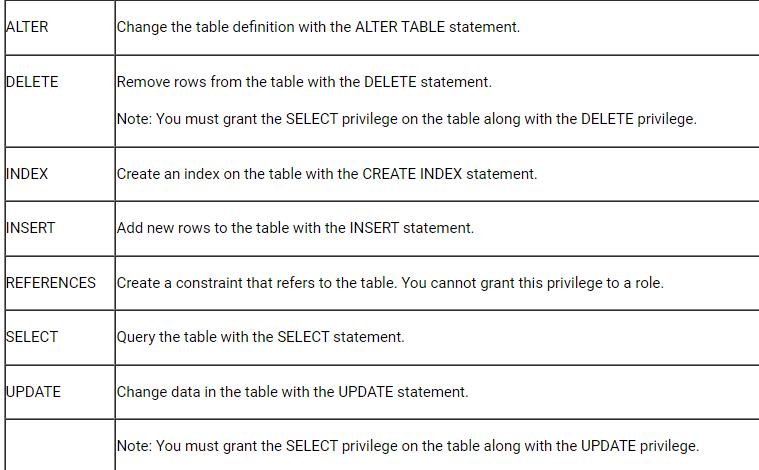 ALTER Change the table definition with the ALTER TABLE statement.
DELETE Remove rows from the table with the DELETE statement.
Note: You must grant the SELECT privilege on the table along with the DELETE privilege.
INDEX Create an index on the table with the CREATE INDEX statement.
INSERT Add new rows to the table with the INSERT statement.
REFERENCES Create a constraint that refers to the table. You cannot grant this privilege to a role.
SELECT Query the table with the SELECT statement.
UPDATE Change data in the table with the UPDATE statement.
Note: You must grant the SELECT privilege on the table along with the UPDATE privilege.